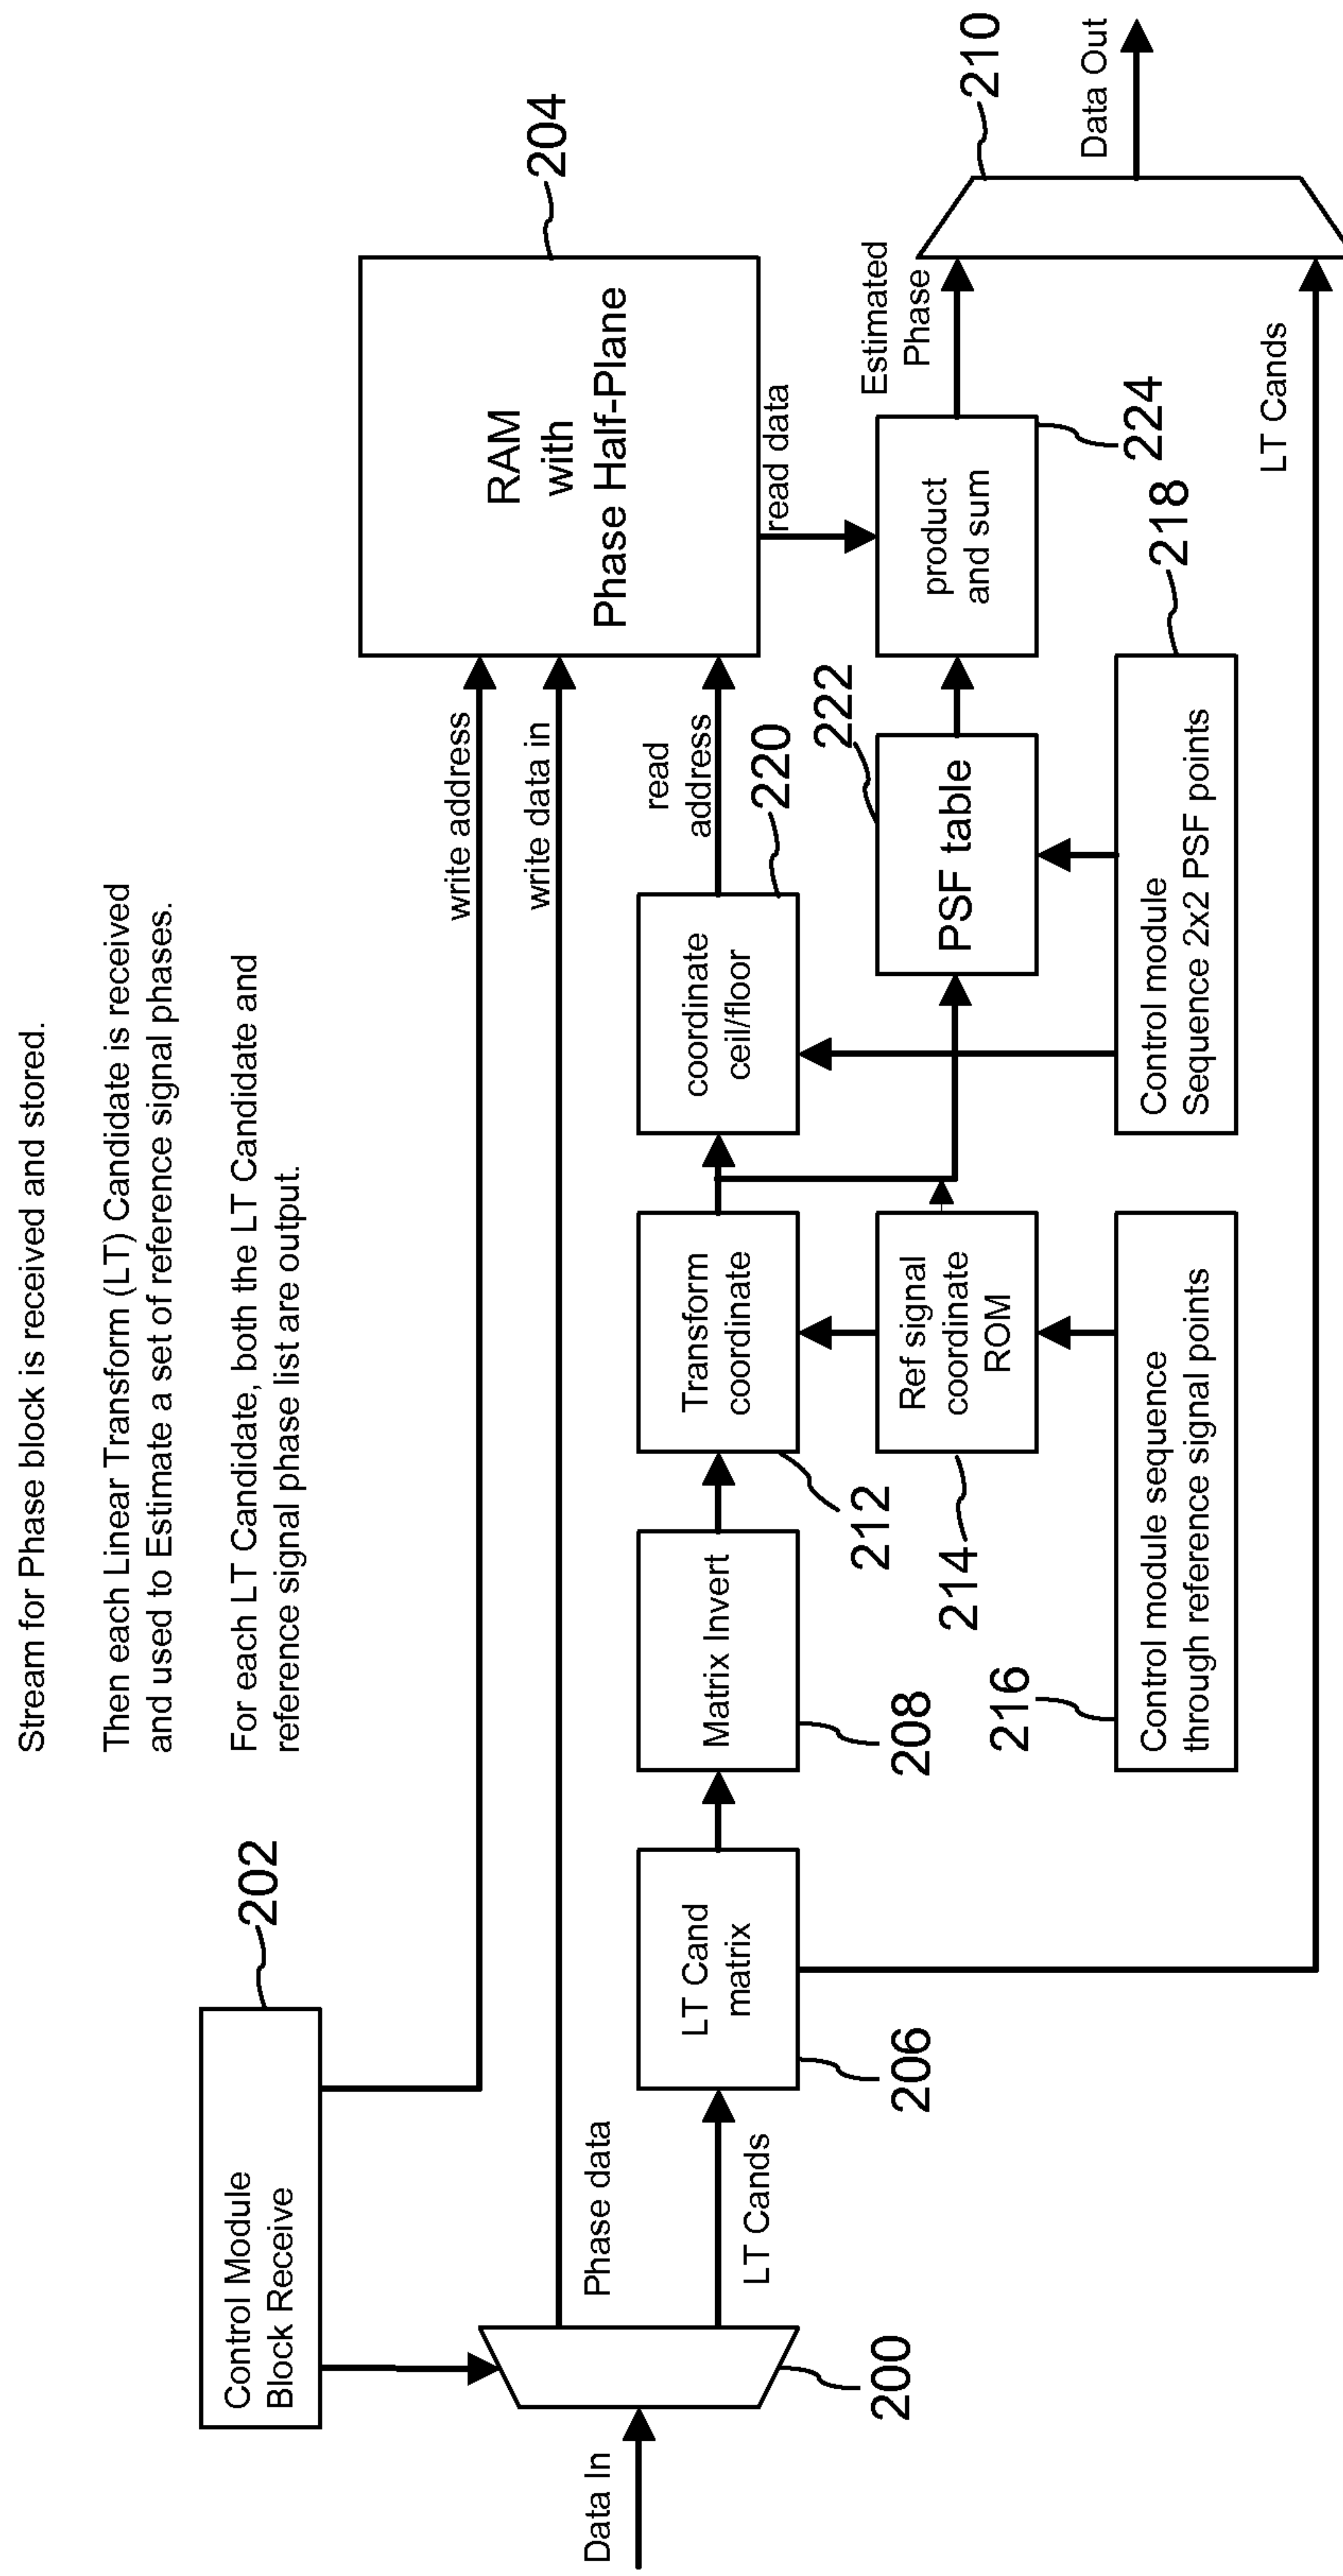 Stream for Phase block is received and stored.
Then each Linear Transform (LT) Candidate is received
and used to Estimate a set of reference signal phases.
For each LT Candidate, both the LT Candidate and
reference signal phase list are output.
Control Module
Block Receive
202
write address
write data in
RAM
with
Phase Half-Plane
204
Data In
200
Phase data
LT Cands
LT Cand
matrix
206
Matrix Invert
208
Transform
coordinate
212
coordinate
ceil/floor
220
read
address
read data
Ref signal
coordinate
ROM
214
PSF table
222
product
and sum
224
Estimated
Phase
210
Data Out
Control module sequence
through reference signal points
216
Control module
Sequence 2x2 PSF points
218
LT Cands